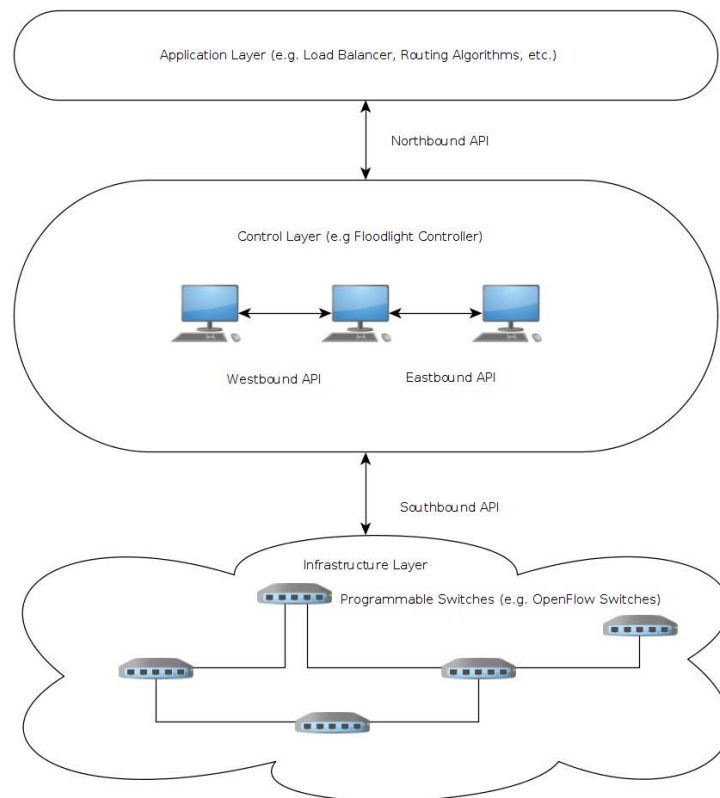 Application Layer (e.g. Load Balancer, Routing Algorithms, etc.)
Northbound API
Control Layer (e.g Floodlight Controller)
Westbound API
Eastbound API
Southbound API
Infrastructure Layer
Programmable Switches (e.g. OpenFlow Switches)